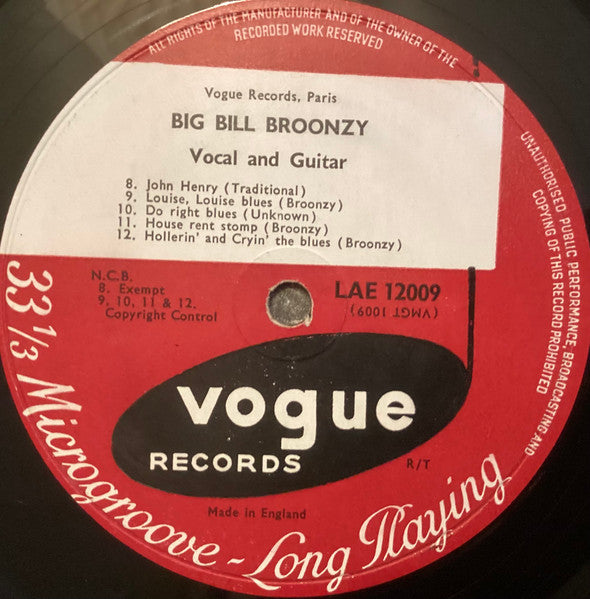 ALL RIGHTS OF THE MANUFACTURER AND OF THE OWNER OF THE
RECORDED WORK RESERVED
UNAUTHORISED PUBLIC PERFORMANCE, BROADCASTING AND
COPYING OF THIS RECORD PROHIBITED
Vogue Records, Paris
BIG BILL BROONZY
Vocal and Guitar
8. John Henry (Traditional)
9. Louise, Louise blues (Broonzy)
10. Do right blues (Unknown)
11. House rent stomp (Broonzy)
12. Hollerin' and Cryin' the blues (Broonzy)
N.C.B.
8. Exempt
9, 10, 11 & 12.
Copyright Control
LAE 12009
(VMGT 1009)
vogue
RECORDS
R/T
Made in England
33 1/3 Microgroove - Long Playing